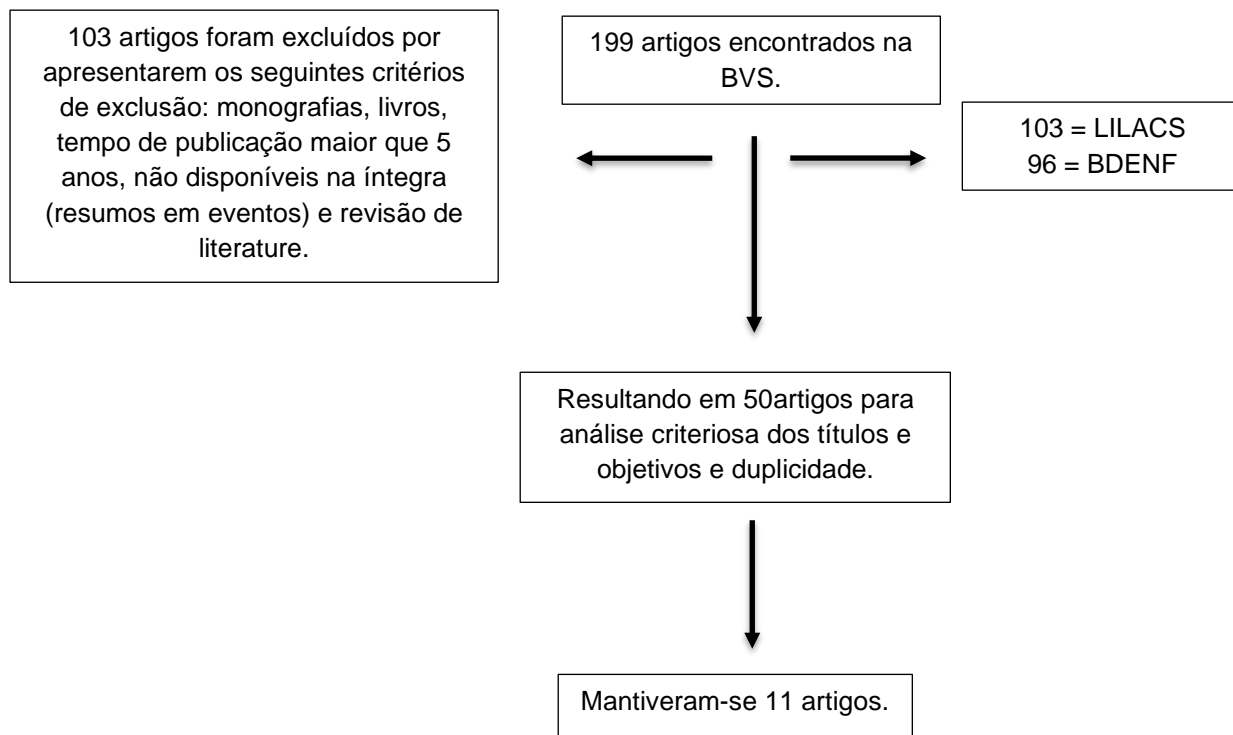 103 artigos foram excluídos por
apresentarem os seguintes critérios
de exclusão: monografias, livros,
tempo de publicação maior que 5
anos, não disponíveis na íntegra
(resumos em eventos) e revisão de
literature.
199 artigos encontrados na
BVS.
103 = LILACS
96 = BDENF
Resultando em 50artigos para
análise criteriosa dos títulos e
objetivos e duplicidade.
Mantiveram-se 11 artigos.